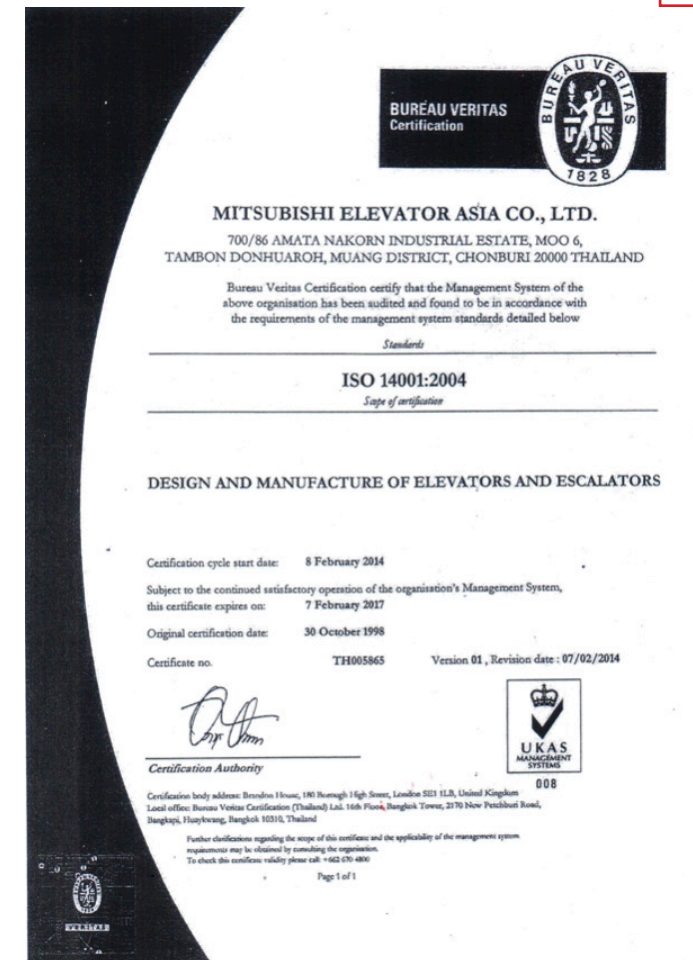 BUREAU VERITAS
Certification
BUREAU VERITAS
1828
MITSUBISHI ELEVATOR ASIA CO., LTD.
700/86 AMATA NAKORN INDUSTRIAL ESTATE, MOO 6,
TAMBON DONHUAROH, MUANG DISTRICT, CHONBURI 20000 THAILAND
Bureau Veritas Certification certify that the Management System of the
above organisation has been audited and found to be in accordance with
the requirements of the management system standards detailed below
Standards
ISO 14001:2004
Scope of certification
DESIGN AND MANUFACTURE OF ELEVATORS AND ESCALATORS
Certification cycle start date: 8 February 2014
Subject to the continued satisfactory operation of the organisation's Management System,
this certificate expires on: 7 February 2017
Original certification date: 30 October 1998
Certificate no. TH005865 Version 01 , Revision date : 07/02/2014
Certification Authority
UKAS
MANAGEMENT
SYSTEMS
008
Certification body address: Brandon House, 180 Borough High Street, London SE1 1LB, United Kingdom
Local office: Bureau Veritas Certification (Thailand) Ltd. 16th Floor, Bangkok Tower, 2170 New Petchburi Road,
Bangkapi, Huaykwang, Bangkok 10310, Thailand
Further clarifications regarding the scope of this certificate and the applicability of the management system
requirements may be obtained by consulting the organisation.
To check this certificate validity please call: +662 670 4800
Page 1 of 1